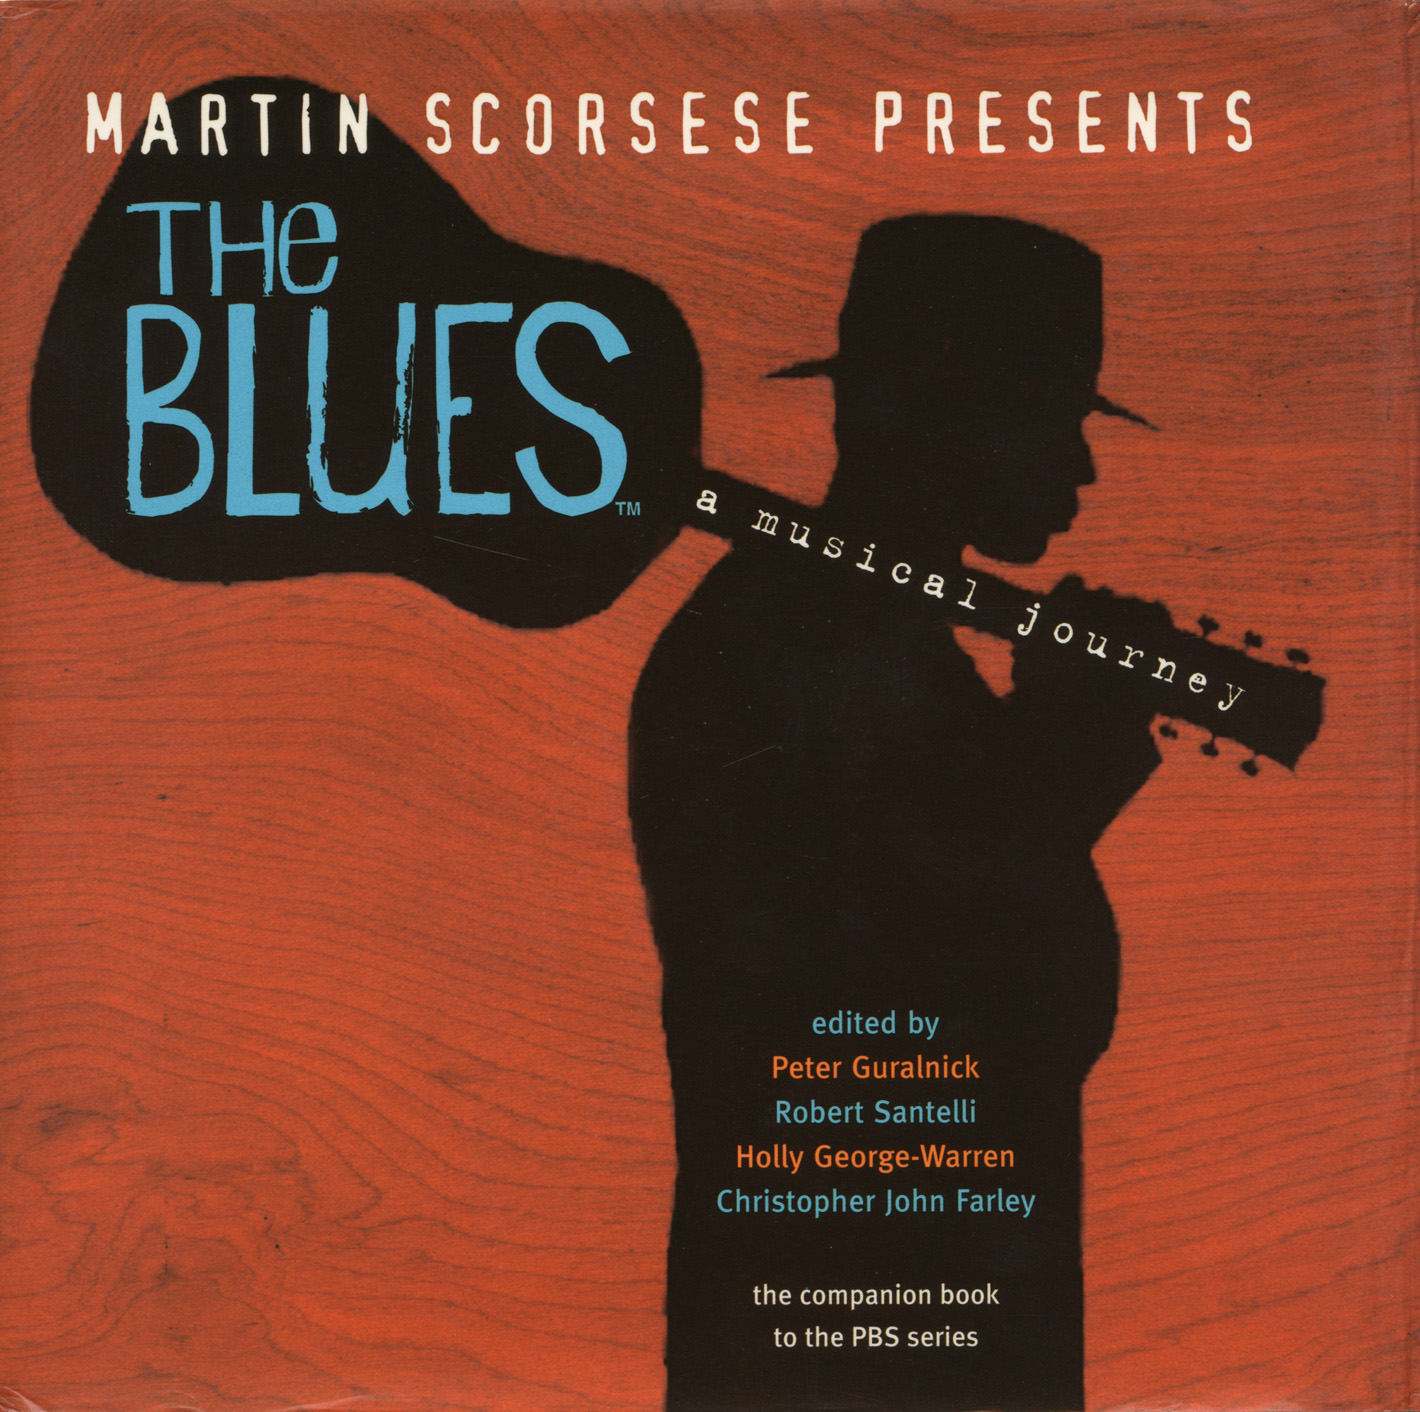 MARTIN SCORSESE PRESENTS
THe
BLUES™
a musical journey
edited by
Peter Guralnick
Robert Santelli
Holly George-Warren
Christopher John Farley
the companion book
to the PBS series